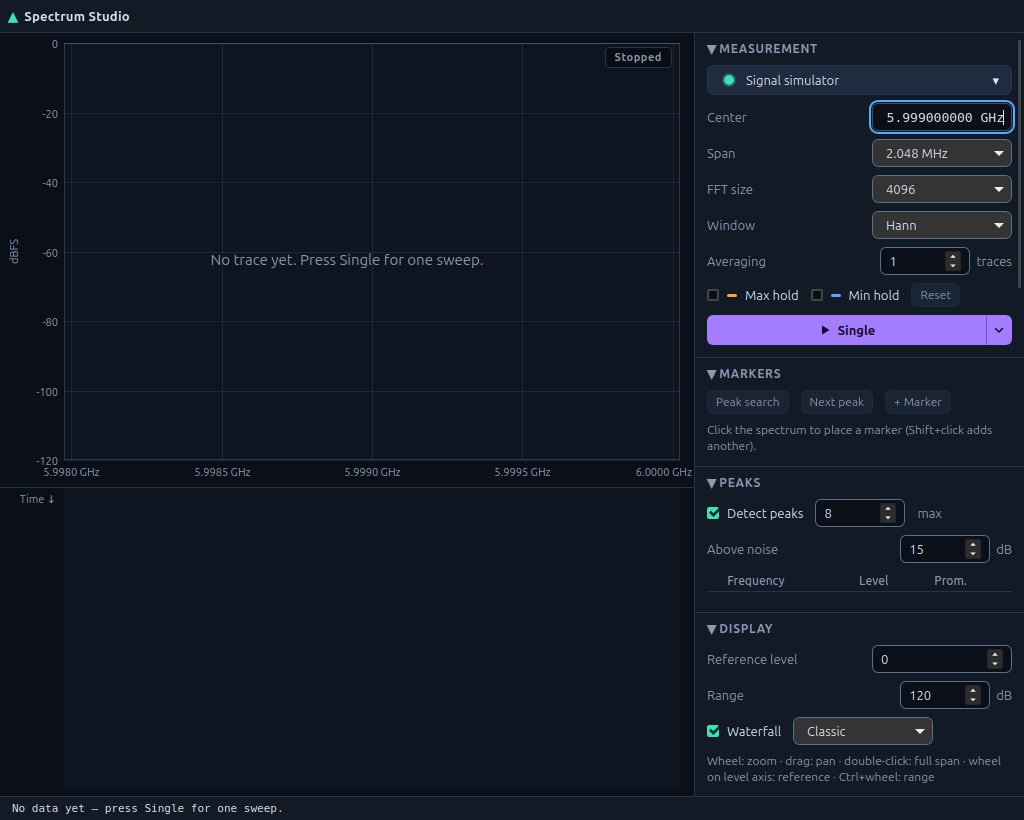 Spectrum Studio
0
-20
-40
-60
-80
-100
-120
dBFS
Stopped
No trace yet. Press Single for one sweep.
5.9980 GHz
5.9985 GHz
5.9990 GHz
5.9995 GHz
6.0000 GHz
Time ↓
▼ MEASUREMENT
Signal simulator ▾
Center 5.999000000 GHz
Span 2.048 MHz
FFT size 4096
Window Hann
Averaging 1 traces
Max hold Min hold Reset
▶ Single
▼ MARKERS
Peak search Next peak + Marker
Click the spectrum to place a marker (Shift+click adds
another).
▼ PEAKS
Detect peaks 8 max
Above noise 15 dB
Frequency Level Prom.
▼ DISPLAY
Reference level 0
Range 120 dB
Waterfall Classic
Wheel: zoom · drag: pan · double-click: full span · wheel
on level axis: reference · Ctrl+wheel: range
No data yet — press Single for one sweep.